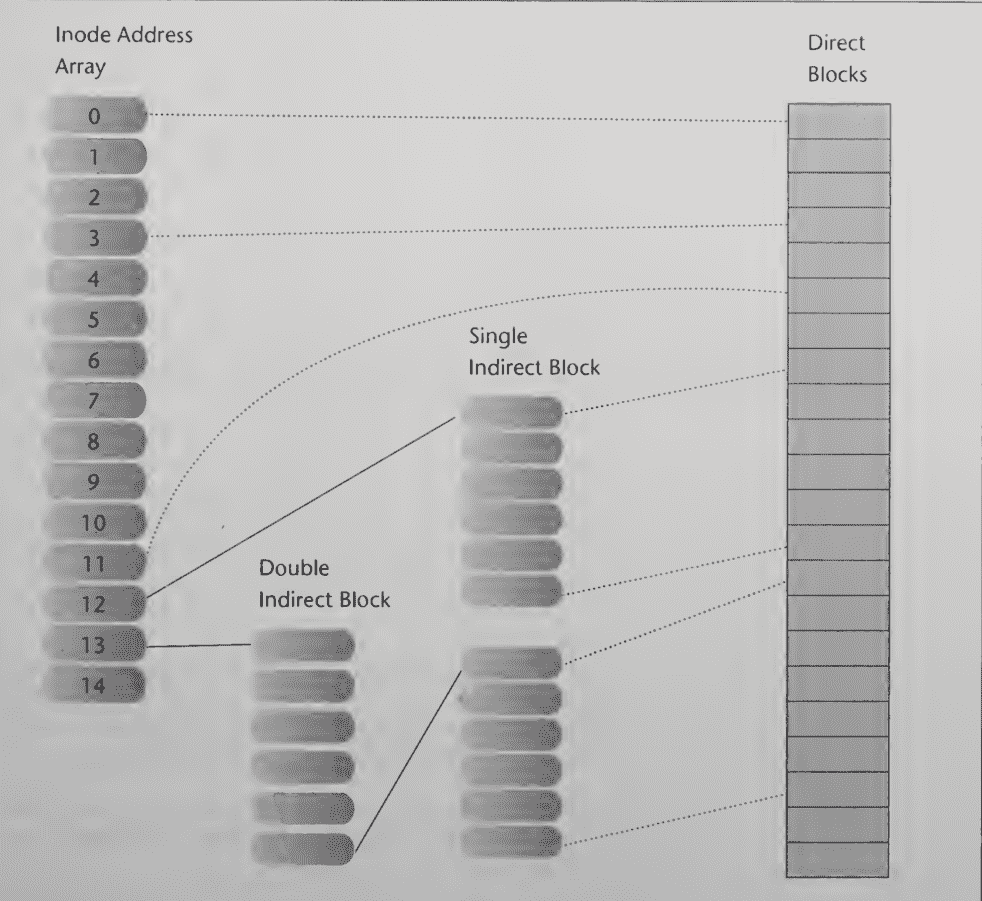 Inode Address
Array
Direct
Blocks
0
1
2
3
4
5
6
7
8
9
10
11
12
13
14
Single
Indirect Block
Double
Indirect Block